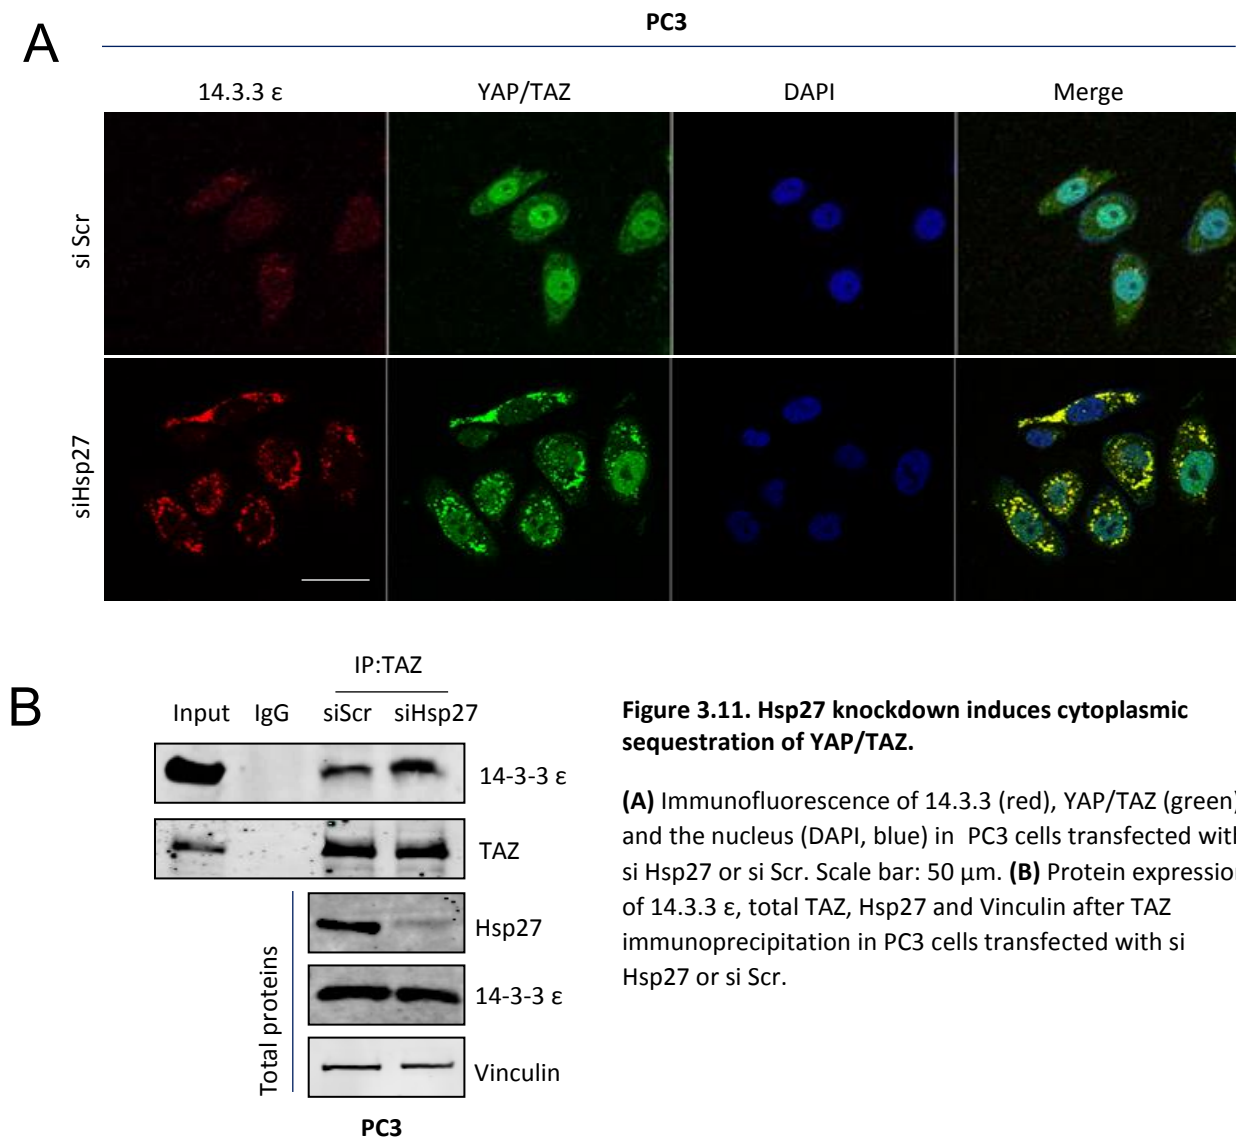 PC3
A
14.3.3 ε YAP/TAZ DAPI Merge
si Scr
siHsp27
B
IP:TAZ
Input IgG siScr siHsp27
14-3-3 ε
TAZ
Hsp27
14-3-3 ε
Vinculin
Total proteins
PC3
Figure 3.11. Hsp27 knockdown induces cytoplasmic
sequestration of YAP/TAZ.
(A) Immunofluorescence of 14.3.3 (red), YAP/TAZ (green)
and the nucleus (DAPI, blue) in PC3 cells transfected with
si Hsp27 or si Scr. Scale bar: 50 µm. (B) Protein expression
of 14.3.3 ε, total TAZ, Hsp27 and Vinculin after TAZ
immunoprecipitation in PC3 cells transfected with si
Hsp27 or si Scr.